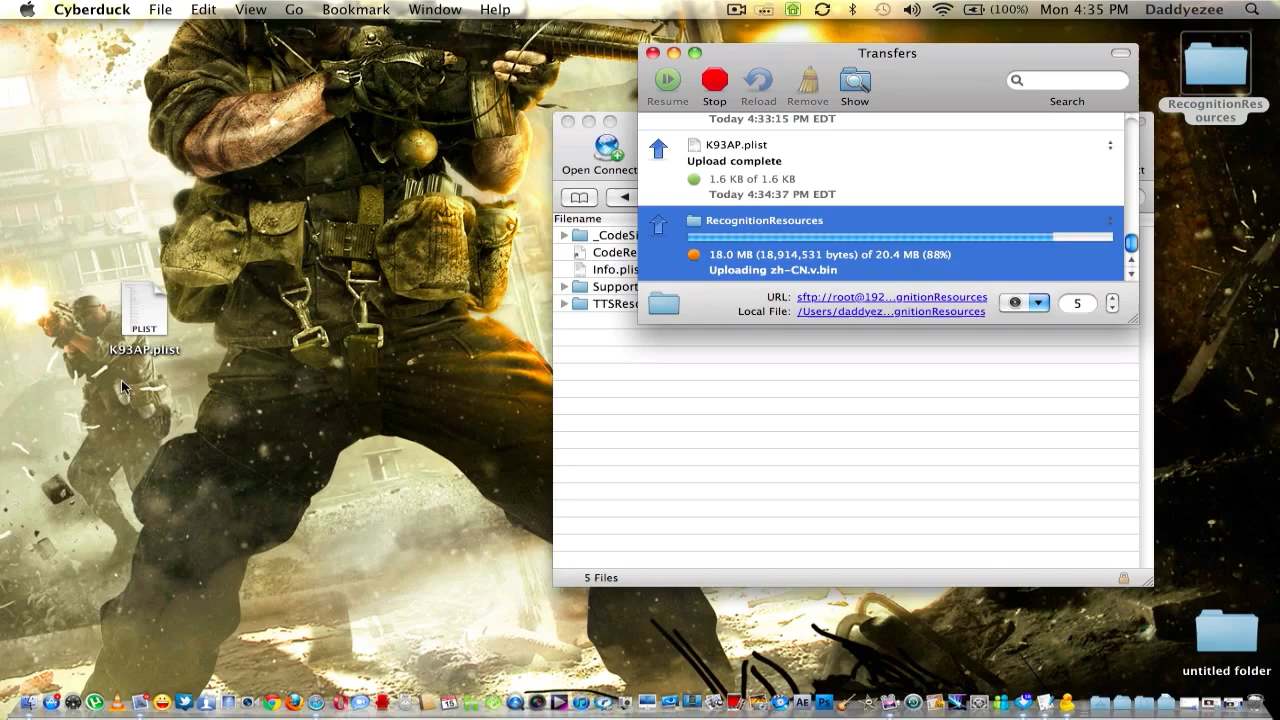 Cyberduck File Edit View Go Bookmark Window Help
(100%) Mon 4:35 PM Daddyezee
Transfers
Resume Stop Reload Remove Show Search
Today 4:33:15 PM EDT
K93AP.plist
Upload complete
1.6 KB of 1.6 KB
Today 4:34:37 PM EDT
RecognitionResources
18.0 MB (18,914,531 bytes) of 20.4 MB (88%)
Uploading zh-CN.v.bin
URL: sftp://root@192...gnitionResources
Local File: /Users/daddyez...gnitionResources
5
Open Connect
Filename
_CodeSi
CodeRe
Info.plis
Support
TTSReso
5 Files
PLIST
K93AP.plist
RecognitionRes
ources
untitled folder
15
AE Ps